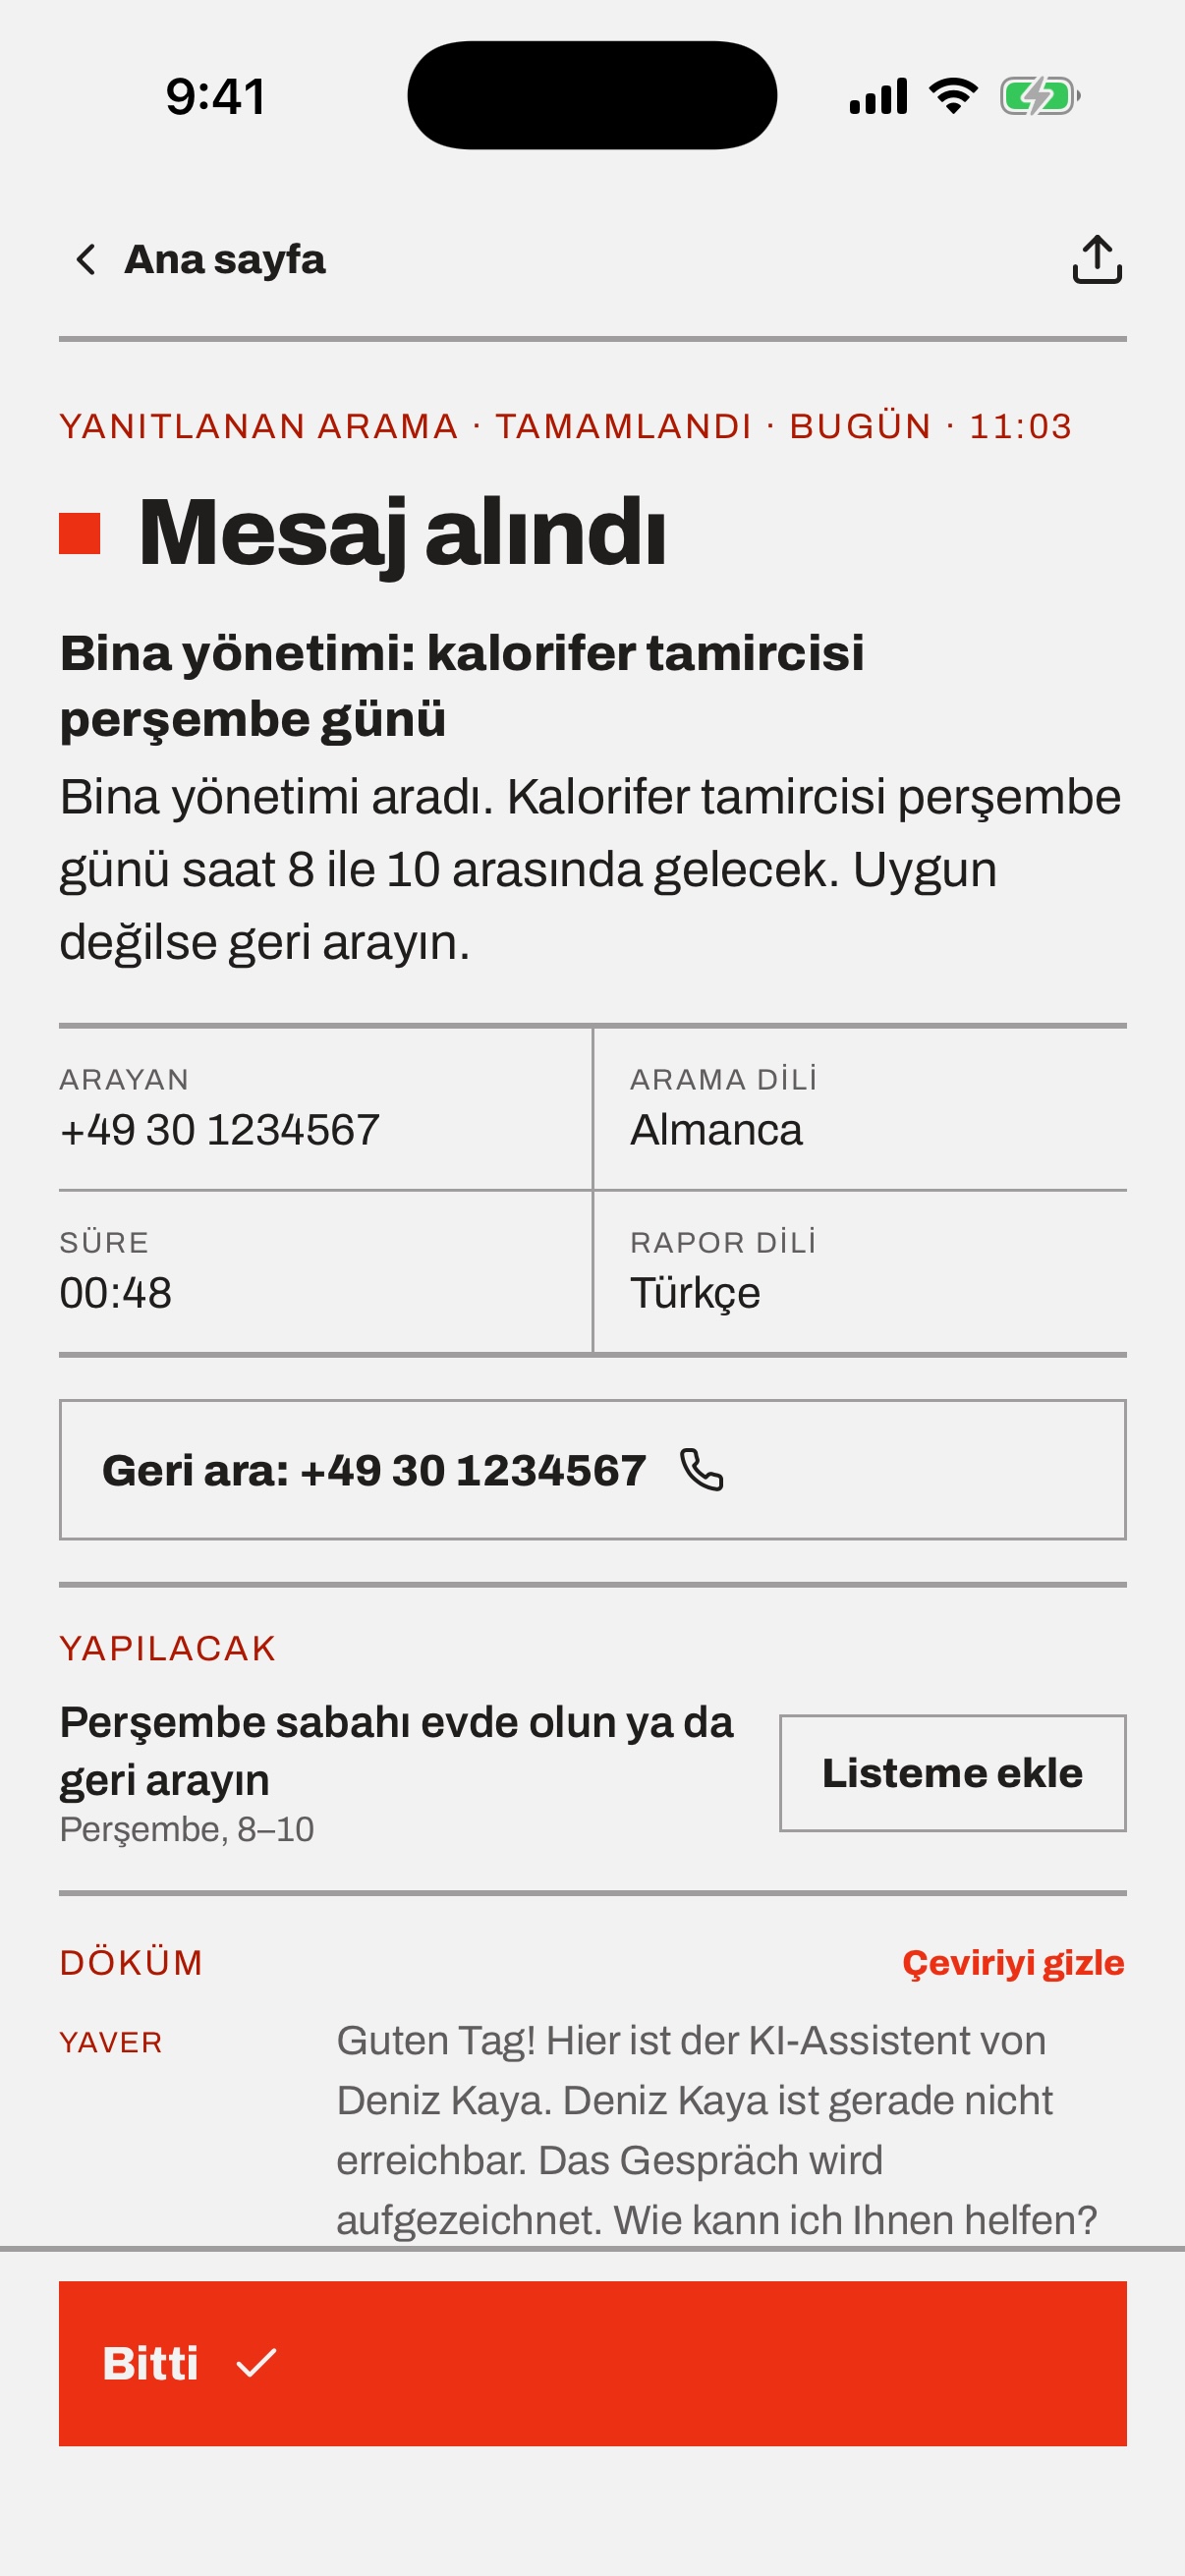 9:41
Ana sayfa
YANITLANAN ARAMA · TAMAMLANDI · BUGÜN · 11:03
Mesaj alındı
Bina yönetimi: kalorifer tamircisi
perşembe günü
Bina yönetimi aradı. Kalorifer tamircisi perşembe
günü saat 8 ile 10 arasında gelecek. Uygun
değilse geri arayın.
ARAYAN
+49 30 1234567
ARAMA DİLİ
Almanca
SÜRE
00:48
RAPOR DİLİ
Türkçe
Geri ara: +49 30 1234567
YAPILACAK
Perşembe sabahı evde olun ya da
geri arayın
Perşembe, 8–10
Listeme ekle
DÖKÜM
Çeviriyi gizle
YAVER
Guten Tag! Hier ist der KI-Assistent von
Deniz Kaya. Deniz Kaya ist gerade nicht
erreichbar. Das Gespräch wird
aufgezeichnet. Wie kann ich Ihnen helfen?
Bitti